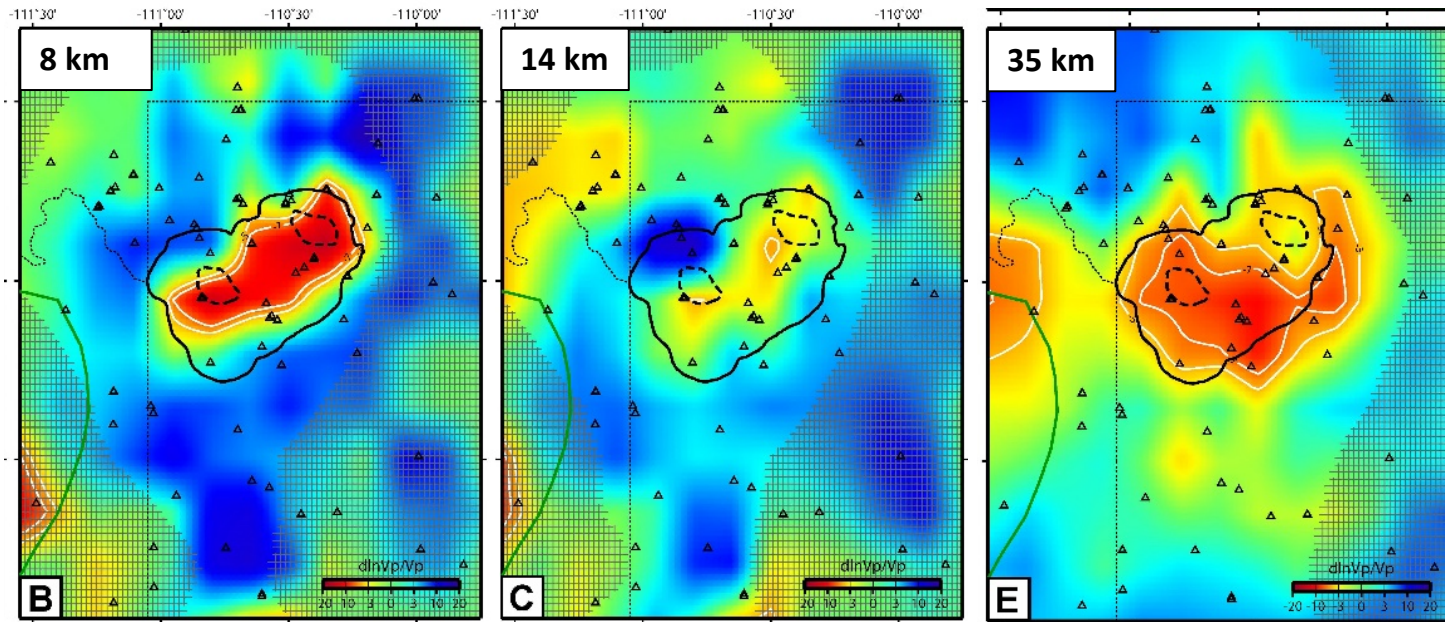 -111˚30' -111˚00' -110˚30' -110˚00'
8 km
dlnVp/Vp
20 -10 3 0 3 10 20
B
-111˚00' -110˚30' -110˚00'
14 km
dlnVp/Vp
20 -10 3 0 3 10 20
C
35 km
-7
dlnVp/Vp
-20 -10 3 0 3 10 20
E